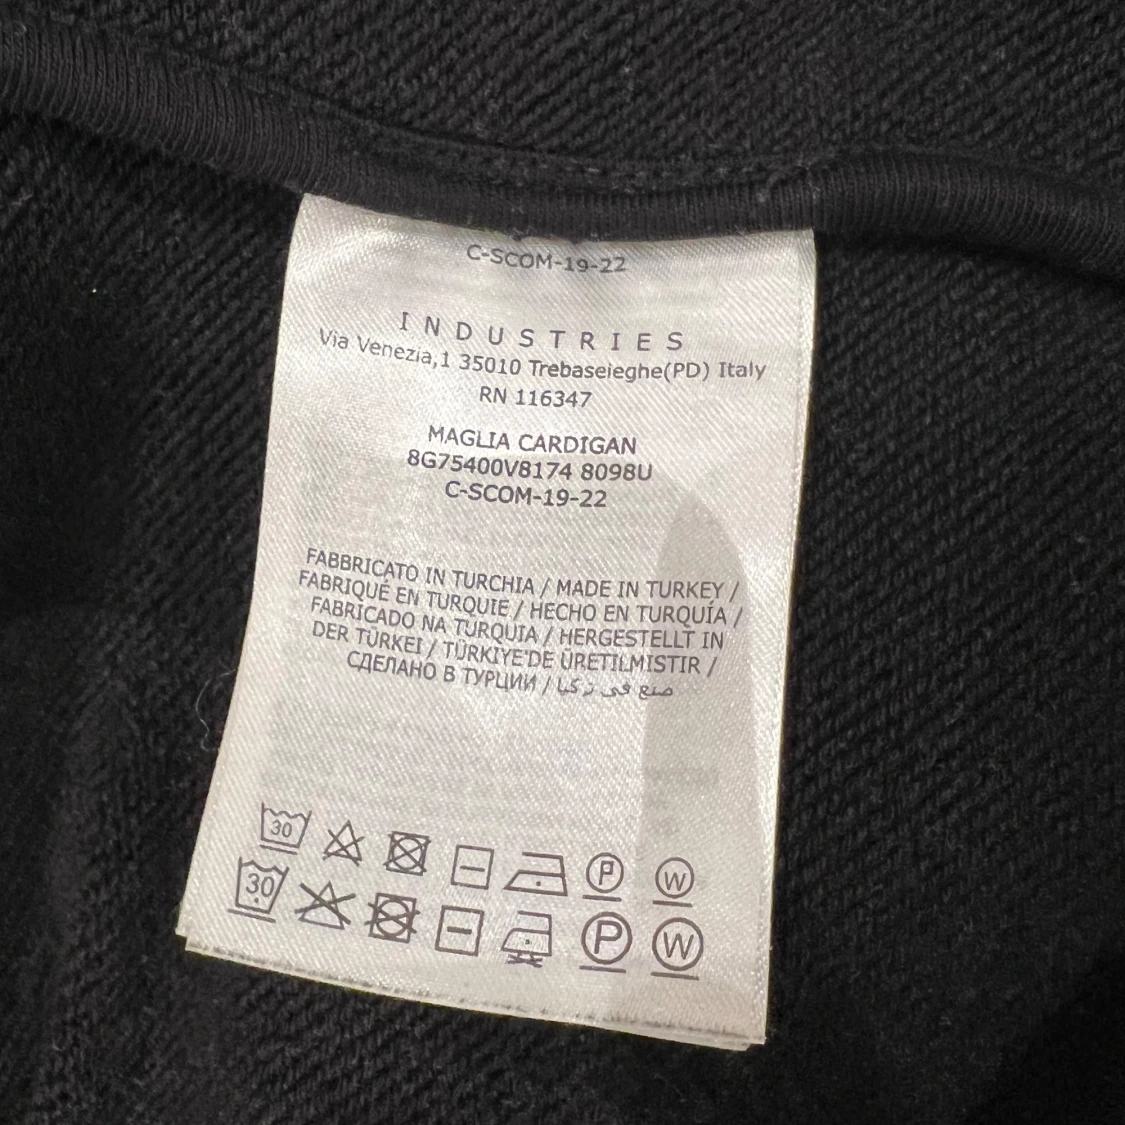 C-SCOM-19-22
INDUSTRIES
Via Venezia,1 35010 Trebaseieghe(PD) Italy
RN 116347
MAGLIA CARDIGAN
8G75400V8174 8098U
C-SCOM-19-22
FABBRICATO IN TURCHIA / MADE IN TURKEY /
FABRIQUÉ EN TURQUIE / HECHO EN TURQUÍA /
FABRICADO NA TURQUIA / HERGESTELLT IN
DER TÜRKEI / TÜRKIYE'DE ÜRETILMISTIR /
СДЕЛАНО В ТУРЦИИ / صنع في تركيا
30 P W
30 P W